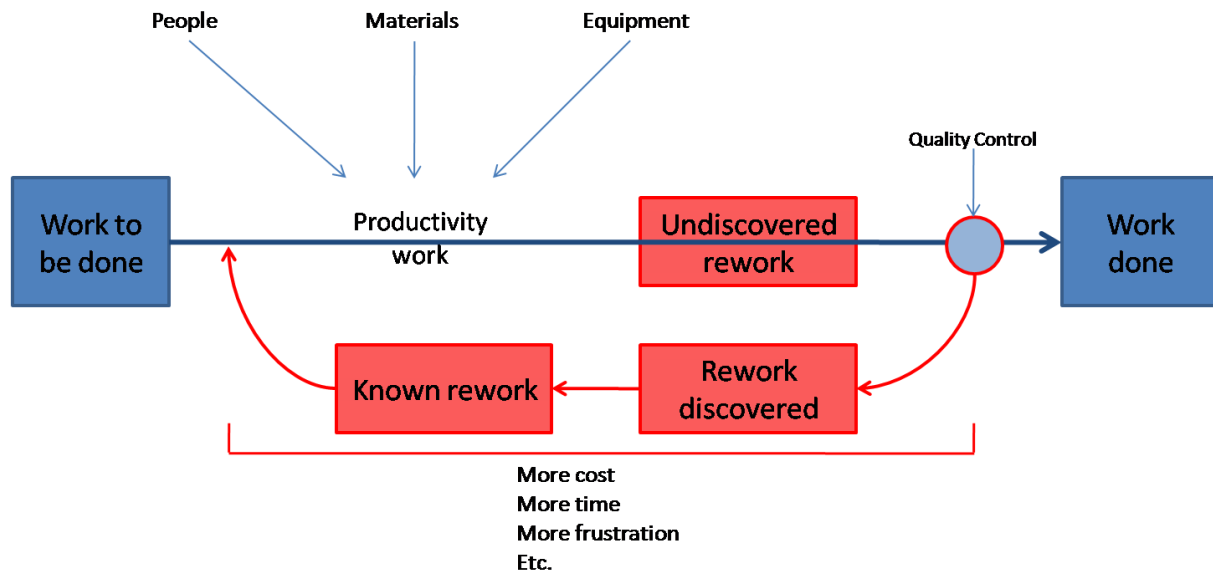 People
Materials
Equipment
Quality Control
Work to
be done
Productivity
work
Undiscovered
rework
Work
done
Known rework
Rework
discovered
More cost
More time
More frustration
Etc.